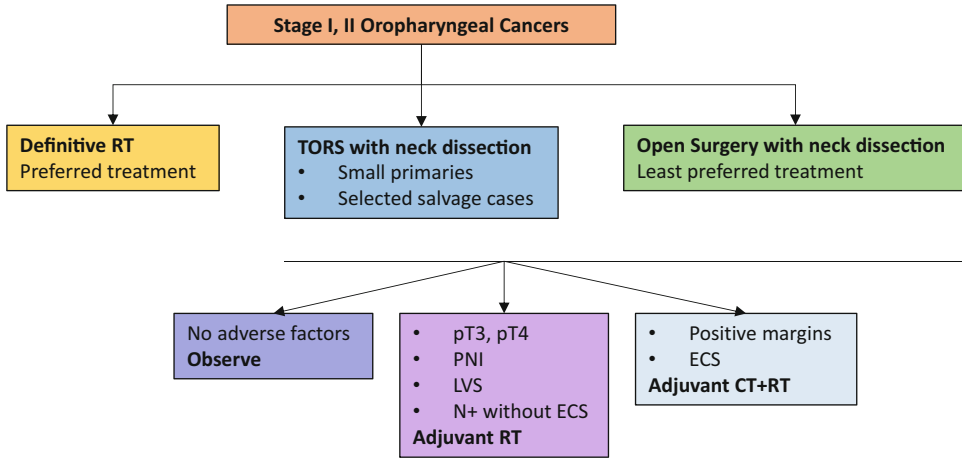 Stage I, II Oropharyngeal Cancers
Definitive RT
Preferred treatment
TORS with neck dissection
• Small primaries
• Selected salvage cases
Open Surgery with neck dissection
Least preferred treatment
No adverse factors
Observe
• pT3, pT4
• PNI
• LVS
• N+ without ECS
Adjuvant RT
• Positive margins
• ECS
Adjuvant CT+RT